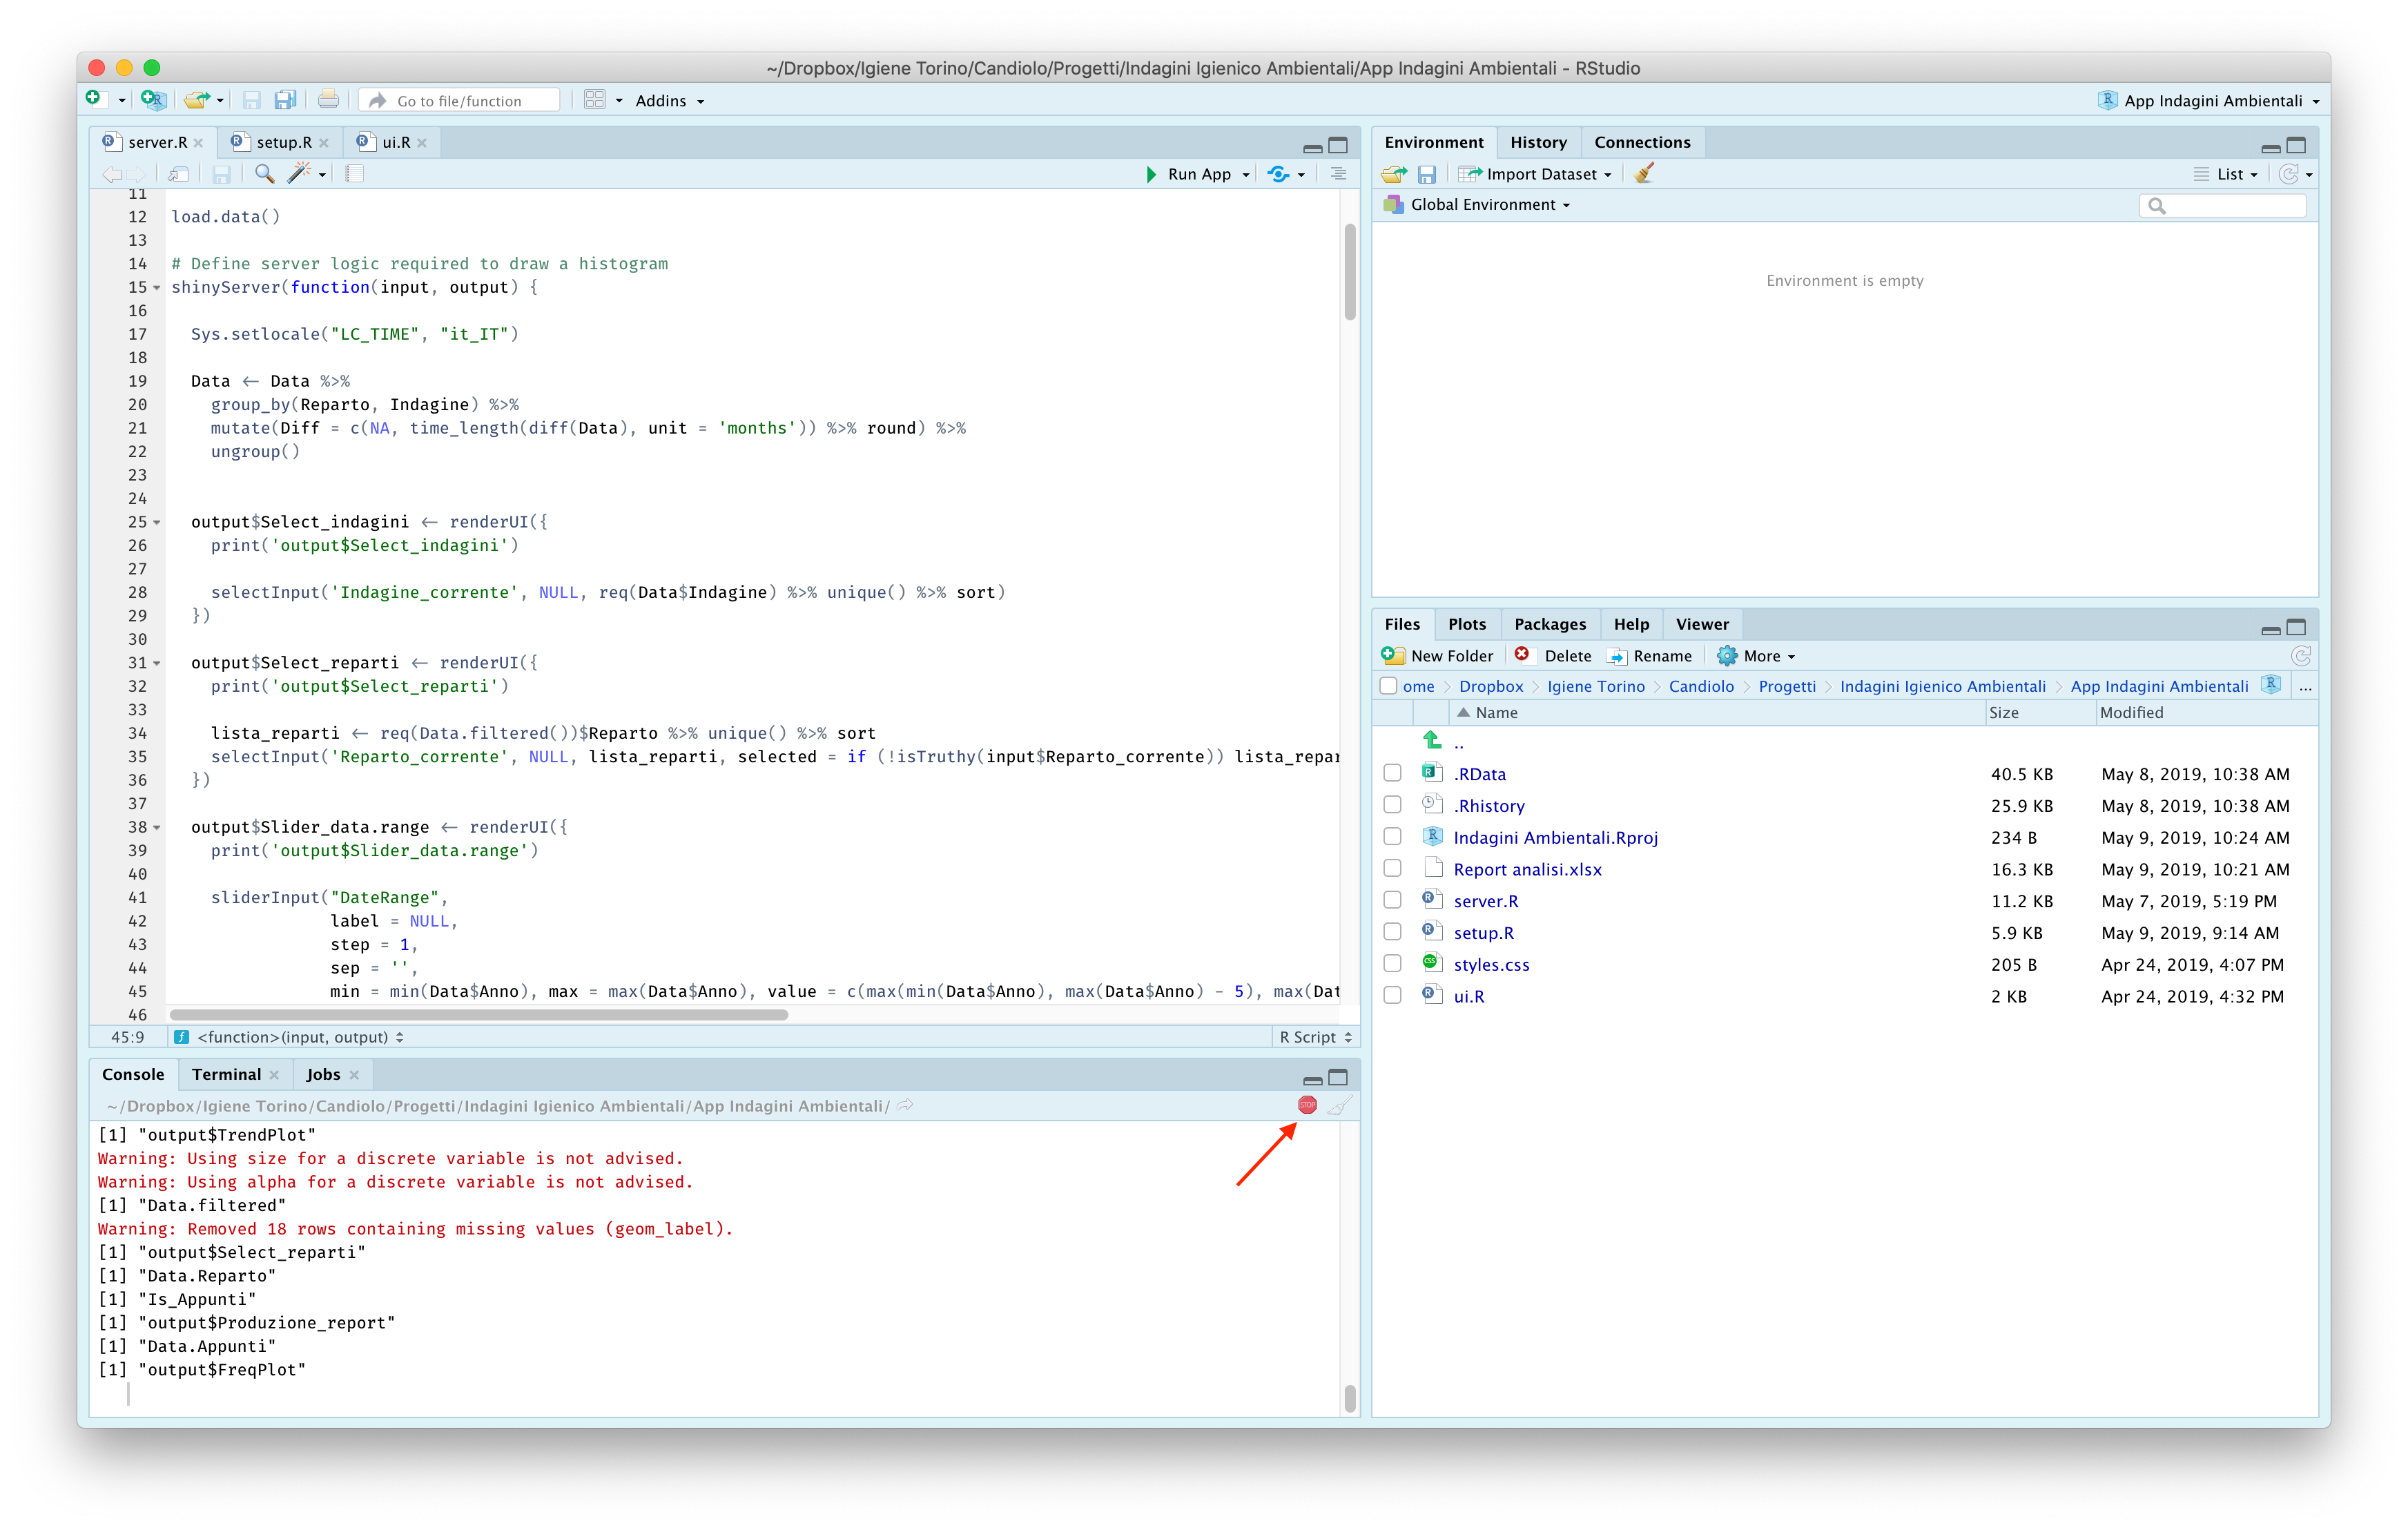 ~/Dropbox/Igiene Torino/Candiolo/Progetti/Indagini Igienico Ambientali/App Indagini Ambientali - RStudio
Go to file/function
Addins
App Indagini Ambientali
server.R
setup.R
ui.R
Run App
11
12 load.data()
13
14 # Define server logic required to draw a histogram
15 shinyServer(function(input, output) {
16
17 Sys.setlocale("LC_TIME", "it_IT")
18
19 Data <- Data %>%
20 group_by(Reparto, Indagine) %>%
21 mutate(Diff = c(NA, time_length(diff(Data), unit = 'months')) %>% round) %>%
22 ungroup()
23
24
25 output$Select_indagini <- renderUI({
26 print('output$Select_indagini')
27
28 selectInput('Indagine_corrente', NULL, req(Data$Indagine) %>% unique() %>% sort)
29 })
30
31 output$Select_reparti <- renderUI({
32 print('output$Select_reparti')
33
34 lista_reparti <- req(Data.filtered())$Reparto %>% unique() %>% sort
35 selectInput('Reparto_corrente', NULL, lista_reparti, selected = if (!isTruthy(input$Reparto_corrente)) lista_repar
36 })
37
38 output$Slider_data.range <- renderUI({
39 print('output$Slider_data.range')
40
41 sliderInput("DateRange",
42 label = NULL,
43 step = 1,
44 sep = '',
45 min = min(Data$Anno), max = max(Data$Anno), value = c(max(min(Data$Anno), max(Data$Anno) - 5), max(Dat
46
45:9
<function>(input, output)
R Script
Console
Terminal
Jobs
~/Dropbox/Igiene Torino/Candiolo/Progetti/Indagini Igienico Ambientali/App Indagini Ambientali/
STOP
[1] "output$TrendPlot"
Warning: Using size for a discrete variable is not advised.
Warning: Using alpha for a discrete variable is not advised.
[1] "Data.filtered"
Warning: Removed 18 rows containing missing values (geom_label).
[1] "output$Select_reparti"
[1] "Data.Reparto"
[1] "Is_Appunti"
[1] "output$Produzione_report"
[1] "Data.Appunti"
[1] "output$FreqPlot"
Environment
History
Connections
Import Dataset
List
Global Environment
Environment is empty
Files
Plots
Packages
Help
Viewer
New Folder
Delete
Rename
More
ome > Dropbox > Igiene Torino > Candiolo > Progetti > Indagini Igienico Ambientali > App Indagini Ambientali
...
Name Size Modified
..
.RData 40.5 KB May 8, 2019, 10:38 AM
.Rhistory 25.9 KB May 8, 2019, 10:38 AM
Indagini Ambientali.Rproj 234 B May 9, 2019, 10:24 AM
Report analisi.xlsx 16.3 KB May 9, 2019, 10:21 AM
server.R 11.2 KB May 7, 2019, 5:19 PM
setup.R 5.9 KB May 9, 2019, 9:14 AM
styles.css 205 B Apr 24, 2019, 4:07 PM
ui.R 2 KB Apr 24, 2019, 4:32 PM